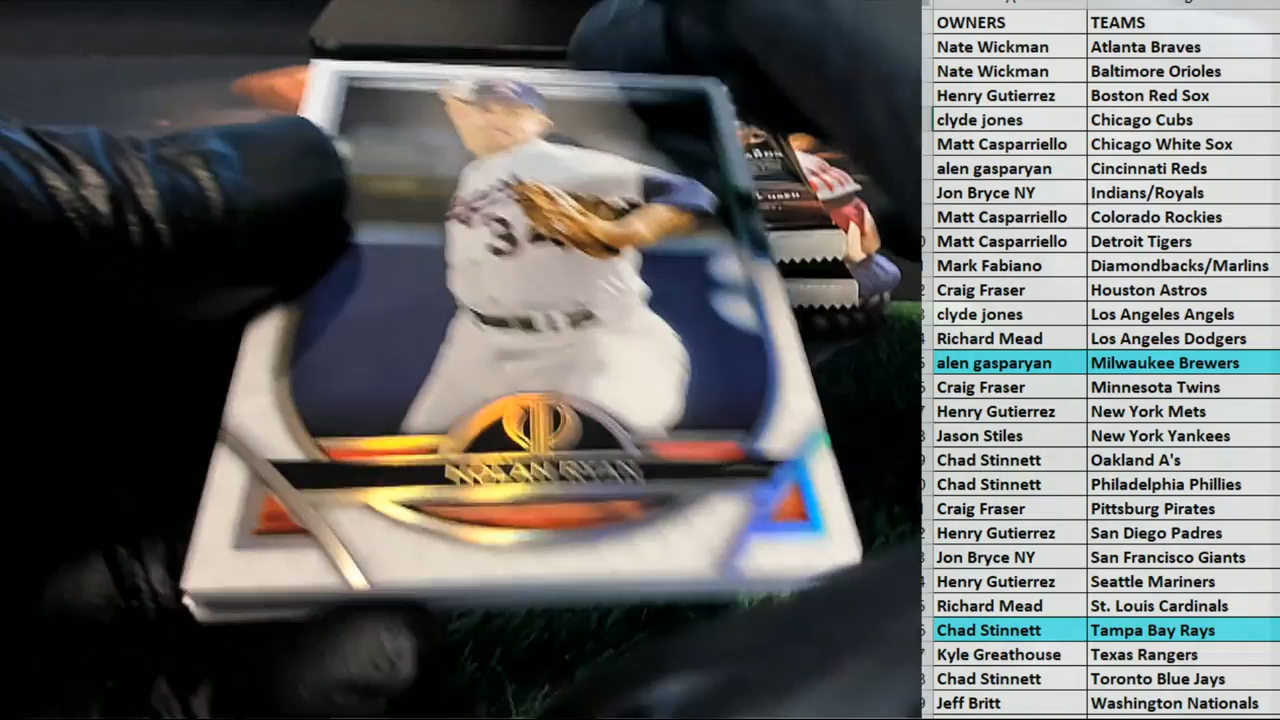 34
NOLAN RYAN
OWNERS TEAMS
Nate Wickman Atlanta Braves
Nate Wickman Baltimore Orioles
Henry Gutierrez Boston Red Sox
clyde jones Chicago Cubs
Matt Casparriello Chicago White Sox
alen gasparyan Cincinnati Reds
Jon Bryce NY Indians/Royals
Matt Casparriello Colorado Rockies
Matt Casparriello Detroit Tigers
Mark Fabiano Diamondbacks/Marlins
Craig Fraser Houston Astros
clyde jones Los Angeles Angels
Richard Mead Los Angeles Dodgers
alen gasparyan Milwaukee Brewers
Craig Fraser Minnesota Twins
Henry Gutierrez New York Mets
Jason Stiles New York Yankees
Chad Stinnett Oakland A's
Chad Stinnett Philadelphia Phillies
Craig Fraser Pittsburg Pirates
Henry Gutierrez San Diego Padres
Jon Bryce NY San Francisco Giants
Henry Gutierrez Seattle Mariners
Richard Mead St. Louis Cardinals
Chad Stinnett Tampa Bay Rays
Kyle Greathouse Texas Rangers
Chad Stinnett Toronto Blue Jays
Jeff Britt Washington Nationals